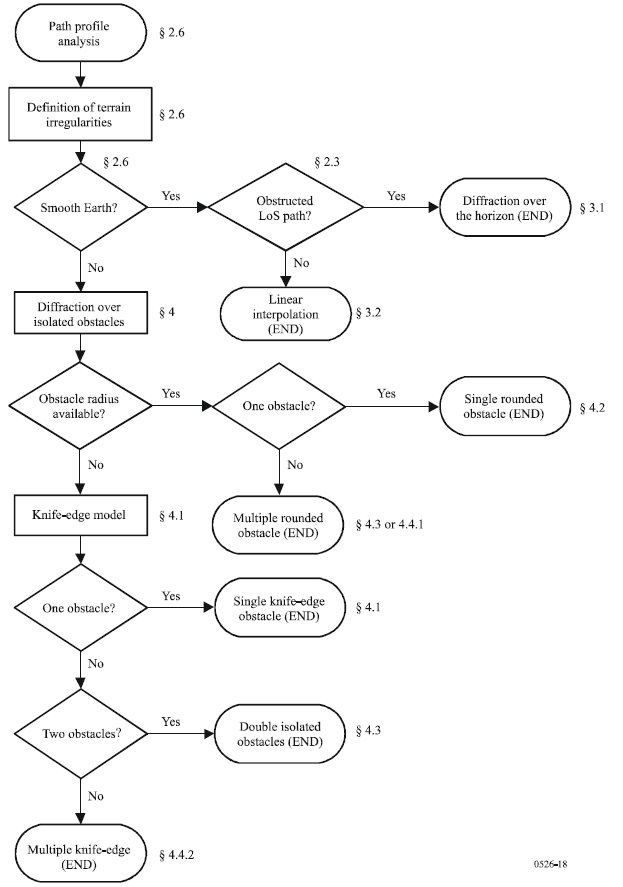 Path profile
analysis
§ 2.6
Definition of terrain
irregularities
§ 2.6
§ 2.6
§ 2.3
Smooth Earth?
Yes
Obstructed
LoS path?
Yes
Diffraction over
the horizon (END)
§ 3.1
No
No
Diffraction over
isolated obstacles
§ 4
Linear
interpolation
(END)
§ 3.2
Obstacle radius
available?
Yes
One obstacle?
Yes
Single rounded
obstacle (END)
§ 4.2
No
No
Knife-edge model
§ 4.1
Multiple rounded
obstacle (END)
§ 4.3 or 4.4.1
One obstacle?
Yes
Single knife-edge
obstacle (END)
§ 4.1
No
Two obstacles?
Yes
Double isolated
obstacles (END)
§ 4.3
No
Multiple knife-edge
(END)
§ 4.4.2
0526-18